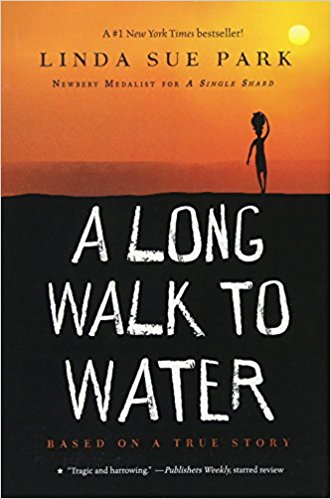 A #1 New York Times bestseller!
LINDA SUE PARK
NEWBERY MEDALIST FOR A SINGLE SHARD
A LONG
WALK TO
WATER
BASED ON A TRUE STORY
★ "Tragic and harrowing." —Publishers Weekly, starred review